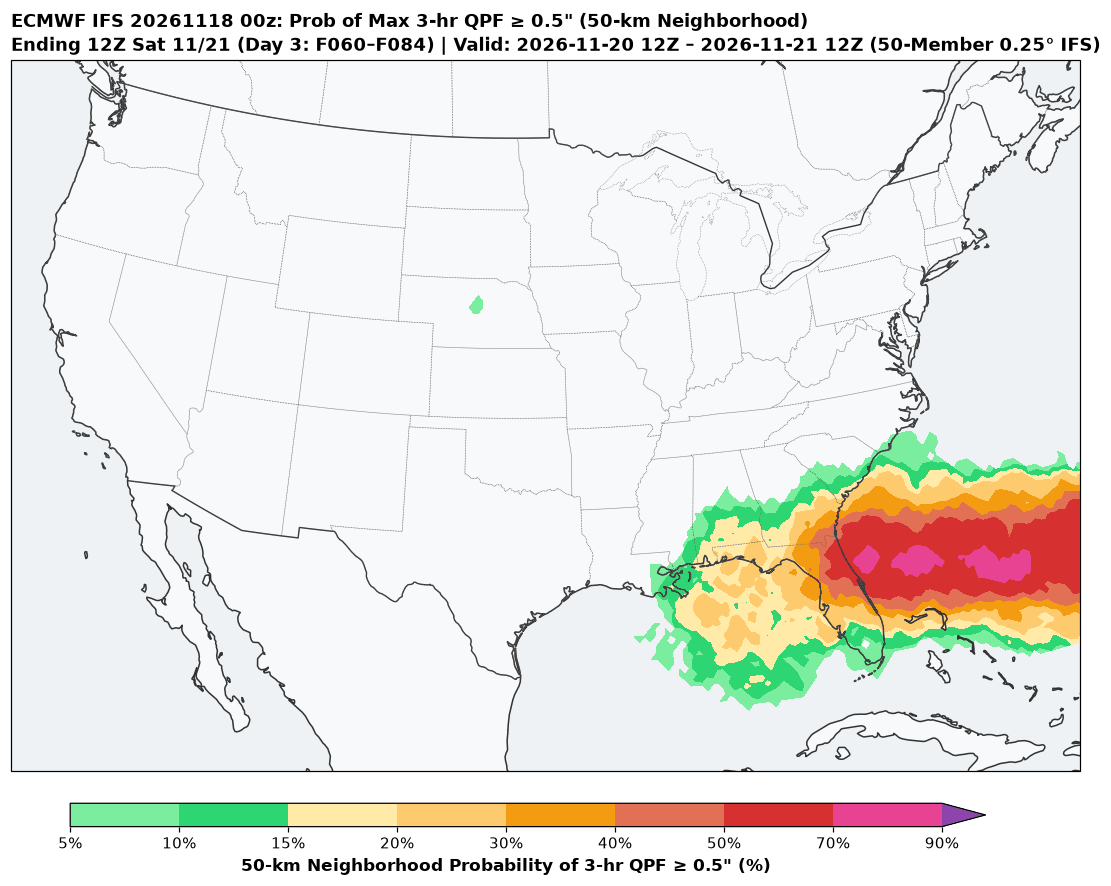 ECMWF IFS 20261118 00z: Prob of Max 3-hr QPF ≥ 0.5" (50-km Neighborhood)
Ending 12Z Sat 11/21 (Day 3: F060–F084) | Valid: 2026-11-20 12Z – 2026-11-21 12Z (50-Member 0.25° IFS)
5% 10% 15% 20% 30% 40% 50% 70% 90%
50-km Neighborhood Probability of 3-hr QPF ≥ 0.5" (%)